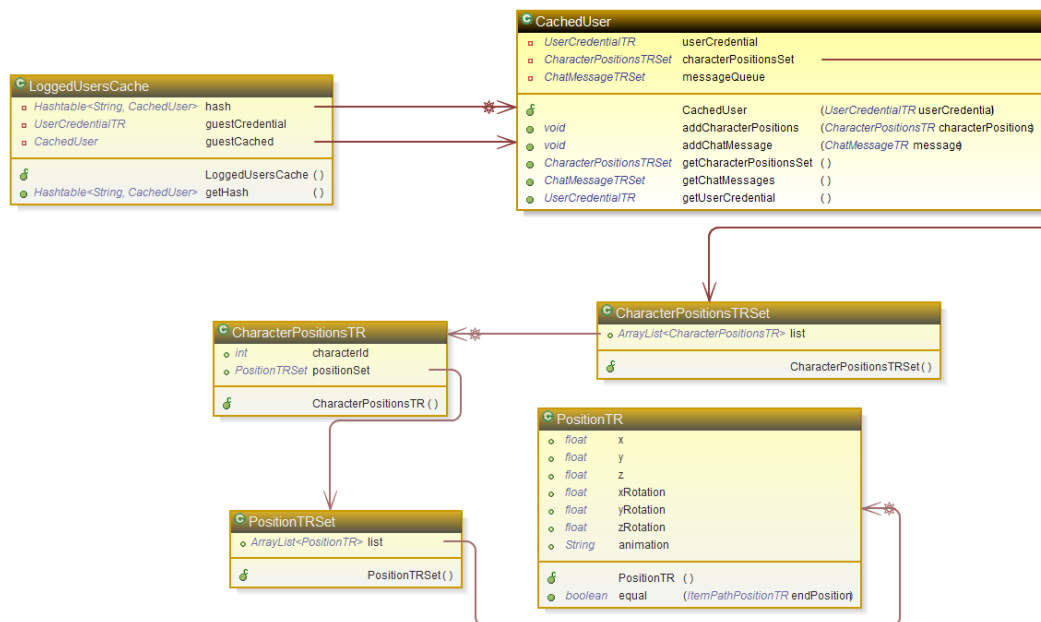 C CachedUser
UserCredentialTR userCredential
CharacterPositionsTRSet characterPositionsSet
ChatMessageTRSet messageQueue
CachedUser (UserCredentialTR userCredential)
void addCharacterPositions (CharacterPositionsTR characterPositions)
void addChatMessage (ChatMessageTR message)
CharacterPositionsTRSet getCharacterPositionsSet ()
ChatMessageTRSet getChatMessages ()
UserCredentialTR getUserCredential ()
C LoggedUsersCache
Hashtable<String, CachedUser> hash
UserCredentialTR guestCredential
CachedUser guestCached
LoggedUsersCache ()
Hashtable<String, CachedUser> getHash ()
C CharacterPositionsTRSet
ArrayList<CharacterPositionsTR> list
CharacterPositionsTRSet()
C CharacterPositionsTR
int characterId
PositionTRSet positionSet
CharacterPositionsTR ()
C PositionTR
float x
float y
float z
float xRotation
float yRotation
float zRotation
String animation
PositionTR ()
boolean equal (ItemPathPositionTR endPosition)
C PositionTRSet
ArrayList<PositionTR> list
PositionTRSet()